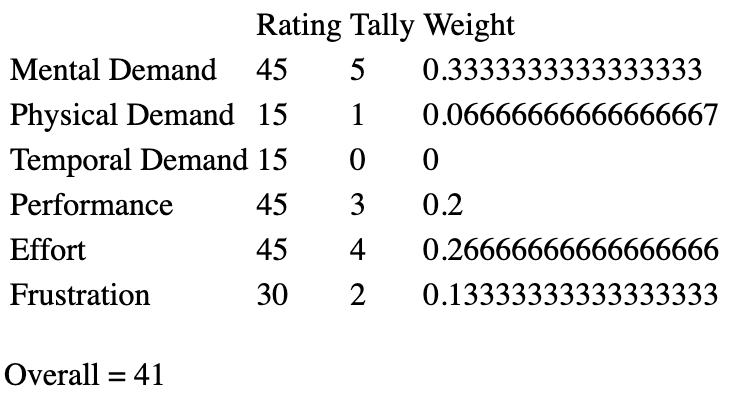 Rating Tally Weight
Mental Demand 45 5 0.3333333333333333
Physical Demand 15 1 0.06666666666666667
Temporal Demand 15 0 0
Performance 45 3 0.2
Effort 45 4 0.26666666666666666
Frustration 30 2 0.13333333333333333
Overall = 41